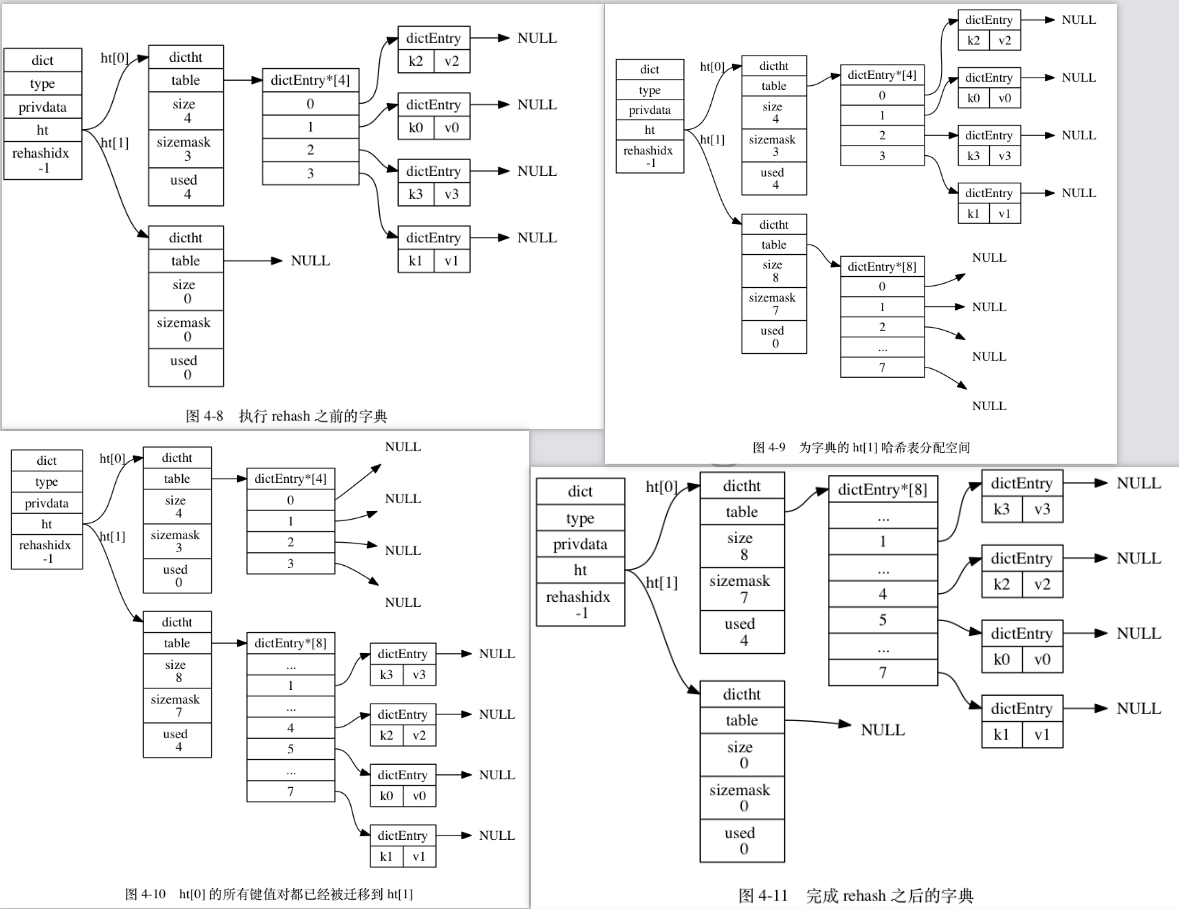 dict
type
privdata
ht
rehashidx
-1
ht[0]
ht[1]
dictht
table
size
4
sizemask
3
used
4
dictht
table
size
0
sizemask
0
used
0
NULL
dictEntry*[4]
0
1
2
3
dictEntry
k2 v2
NULL
dictEntry
k0 v0
NULL
dictEntry
k3 v3
NULL
dictEntry
k1 v1
NULL
图 4-8 执行 rehash 之前的字典
dict
type
privdata
ht
rehashidx
-1
ht[0]
ht[1]
dictht
table
size
4
sizemask
3
used
4
dictht
table
size
8
sizemask
7
used
0
dictEntry*[4]
0
1
2
3
dictEntry
k2 v2
NULL
dictEntry
k0 v0
NULL
dictEntry
k3 v3
NULL
dictEntry
k1 v1
NULL
dictEntry*[8]
0
1
2
...
7
NULL
NULL
NULL
NULL
图 4-9 为字典的 ht[1] 哈希表分配空间
dict
type
privdata
ht
rehashidx
-1
ht[0]
ht[1]
dictht
table
size
4
sizemask
3
used
0
dictht
table
size
8
sizemask
7
used
4
dictEntry*[4]
0
1
2
3
NULL
NULL
NULL
NULL
dictEntry*[8]
...
1
...
4
5
...
7
dictEntry
k3 v3
NULL
dictEntry
k2 v2
NULL
dictEntry
k0 v0
NULL
dictEntry
k1 v1
NULL
图 4-10 ht[0] 的所有键值对都已经被迁移到 ht[1]
dict
type
privdata
ht
rehashidx
-1
ht[0]
ht[1]
dictht
table
size
8
sizemask
7
used
4
dictht
table
size
0
sizemask
0
used
0
NULL
dictEntry*[8]
...
1
...
4
5
...
7
dictEntry
k3 v3
NULL
dictEntry
k2 v2
NULL
dictEntry
k0 v0
NULL
dictEntry
k1 v1
NULL
图 4-11 完成 rehash 之后的字典